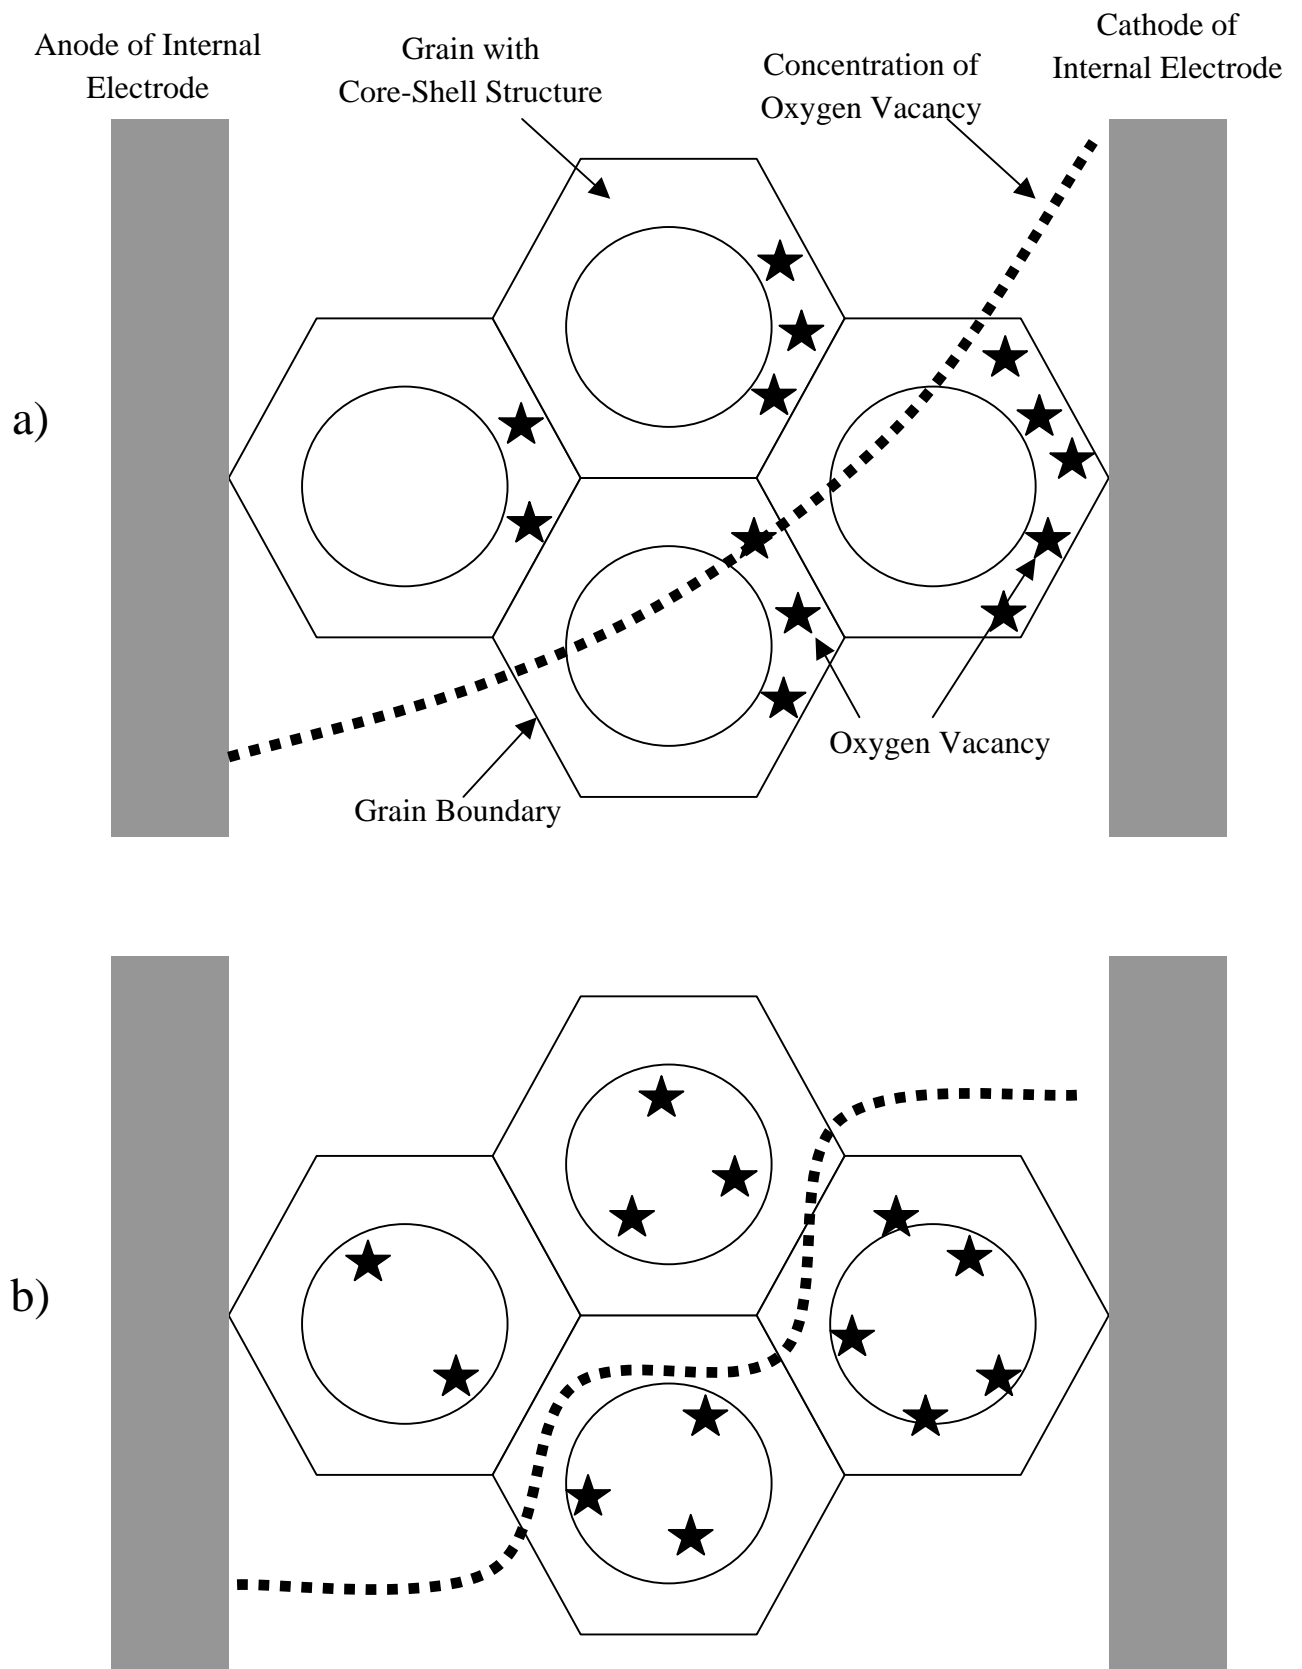 Anode of Internal
Electrode
Grain with
Core-Shell Structure
Concentration of
Oxygen Vacancy
Cathode of
Internal Electrode
a)
Oxygen Vacancy
Grain Boundary
b)